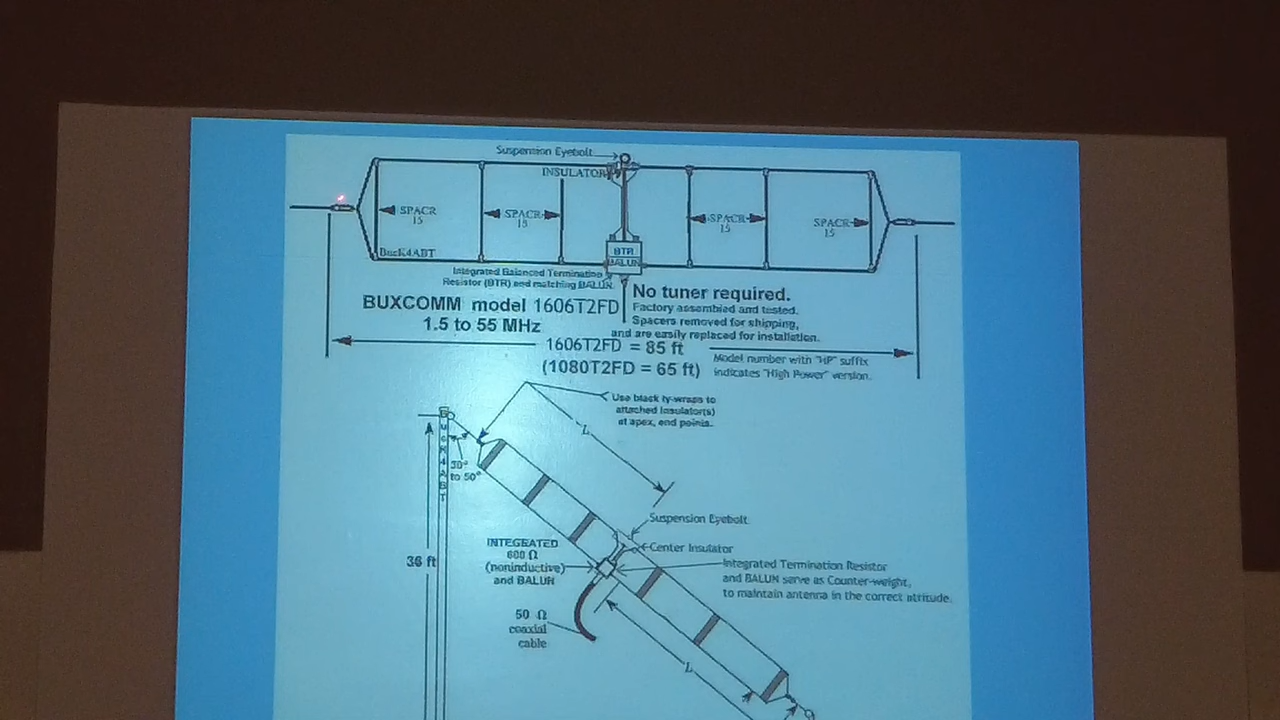 Suspension Eyebolt
INSULATOR
SPACR
15
SPACR
15
SPACR
15
SPACR
15
BucK4ABT
BTR
BALUN
Integrated Balanced Termination
Resistor (BTR) and matching BALUN.
BUXCOMM model 1606T2FD
1.5 to 55 MHz
No tuner required.
Factory assembled and tested.
Spacers removed for shipping,
and are easily replaced for installation.
1606T2FD = 85 ft
(1080T2FD = 65 ft)
Model number with "HP" suffix
indicates "High Power" version.
Use black ty-wraps to
attached insulator(s)
at apex, end points.
L
BucK4ABT
30°
to 50°
36 ft
Suspension Eyebolt
Center Insulator
INTEGRATED
600 Ω
(noninductive)
and BALUN
Integrated Termination Resistor
and BALUN serve as Counter-weight,
to maintain antenna in the correct attitude.
50 Ω
coaxial
cable
L